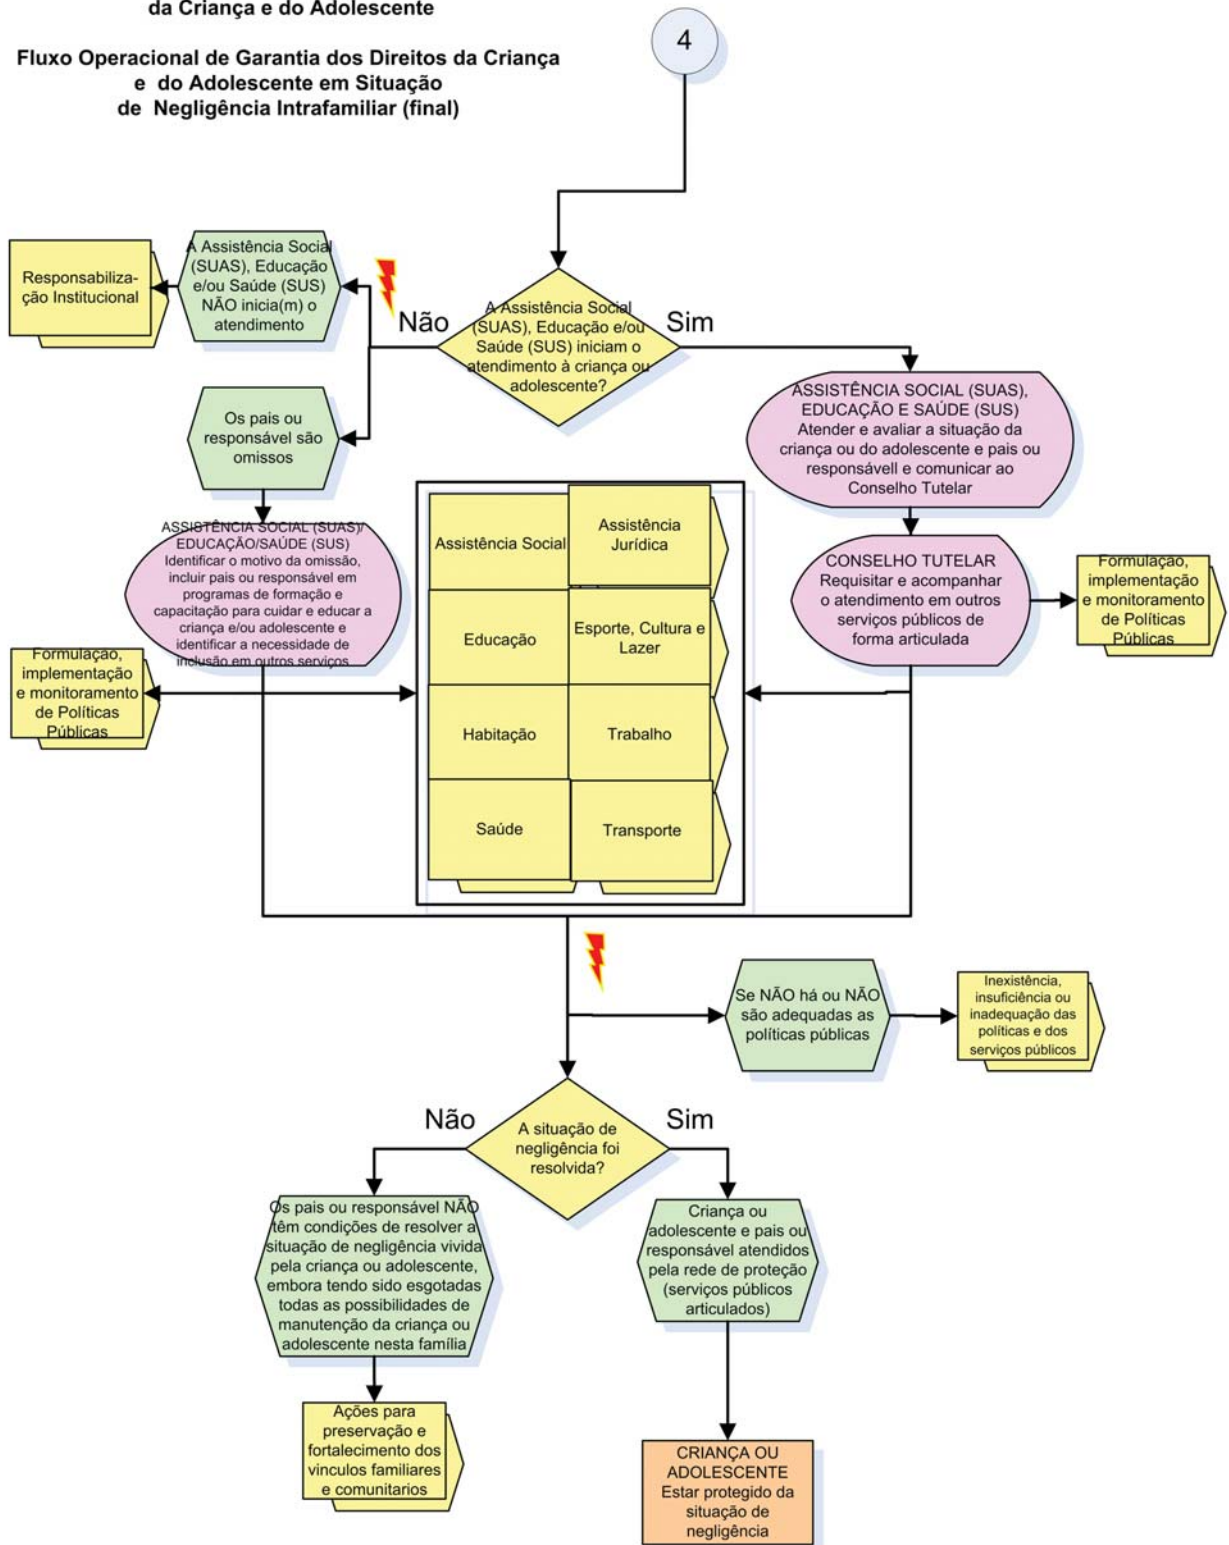 da Criança e do Adolescente
Fluxo Operacional de Garantia dos Direitos da Criança
e do Adolescente em Situação
de Negligência Intrafamiliar (final)
4
Responsabiliza-
ção Institucional
A Assistência Social
(SUAS), Educação
e/ou Saúde (SUS)
NÃO inicia(m) o
atendimento
Não
A Assistência Social
(SUAS), Educação e/ou
Saúde (SUS) iniciam o
atendimento à criança ou
adolescente?
Sim
Os pais ou
responsável são
omissos
ASSISTÊNCIA SOCIAL (SUAS),
EDUCAÇÃO E SAÚDE (SUS)
Atender e avaliar a situação da
criança ou do adolescente e pais ou
responsávell e comunicar ao
Conselho Tutelar
ASSISTÊNCIA SOCIAL (SUAS)/
EDUCAÇÃO/SAÚDE (SUS)
Identificar o motivo da omissão,
incluir pais ou responsável em
programas de formação e
capacitação para cuidar e educar a
criança e/ou adolescente e
identificar a necessidade de
inclusão em outros serviços
Assistência Social
Assistência
Jurídica
Educação
Esporte, Cultura e
Lazer
Habitação
Trabalho
Saúde
Transporte
CONSELHO TUTELAR
Requisitar e acompanhar
o atendimento em outros
serviços públicos de
forma articulada
Formulação,
implementação
e monitoramento
de Políticas
Públicas
Formulação,
implementação
e monitoramento
de Políticas
Públicas
Se NÃO há ou NÃO
são adequadas as
políticas públicas
Inexistência,
insuficiência ou
inadequação das
políticas e dos
serviços públicos
Não
A situação de
negligência foi
resolvida?
Sim
Os pais ou responsável NÃO
têm condições de resolver a
situação de negligência vivida
pela criança ou adolescente,
embora tendo sido esgotadas
todas as possibilidades de
manutenção da criança ou
adolescente nesta família
Criança ou
adolescente e pais ou
responsável atendidos
pela rede de proteção
(serviços públicos
articulados)
Ações para
preservação e
fortalecimento dos
vinculos familiares
e comunitarios
CRIANÇA OU
ADOLESCENTE
Estar protegido da
situação de
negligência